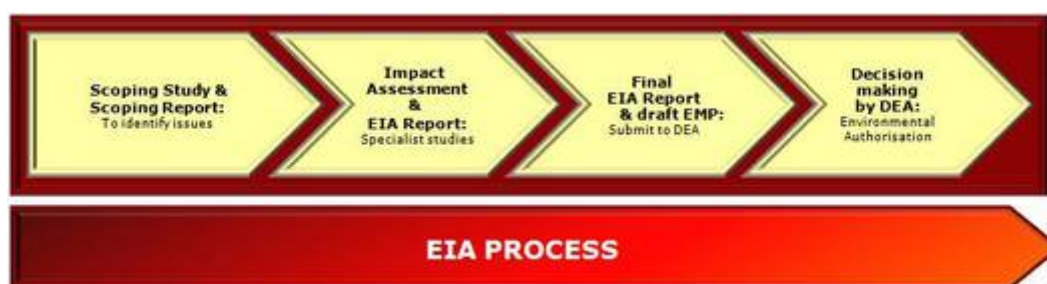 Scoping Study &
Scoping Report:
To identify issues
Impact
Assessment
&
EIA Report:
Specialist studies
Final
EIA Report
& draft EMP:
Submit to DEA
Decision
making
by DEA:
Environmental
Authorisation
EIA PROCESS